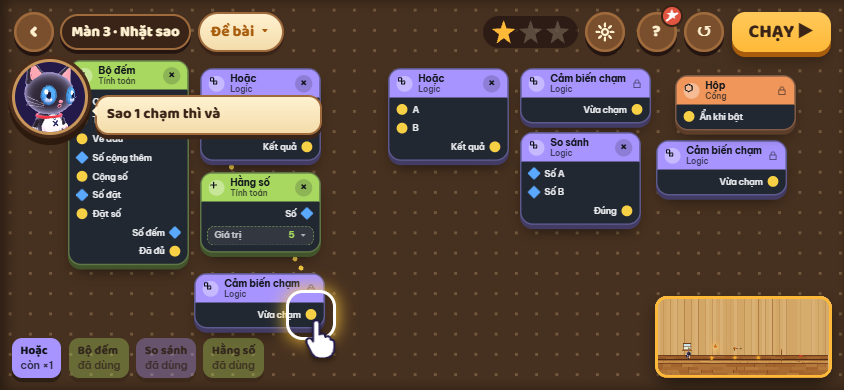 Màn 3 · Nhặt sao
Đề bài
?
CHẠY
Bộ đếm
Tính toán
Sao 1 chạm thì và
Số cộng thêm
Cộng số
Số đặt
Đặt số
Số đếm
Đã đủ
Hoặc
Logic
Kết quả
Hằng số
Tính toán
Số
Giá trị
5
Cảm biến chạm
Logic
Vừa chạm
Hoặc
Logic
A
B
Kết quả
Cảm biến chạm
Logic
Vừa chạm
So sánh
Logic
Số A
Số B
Đúng
Hộp
Cổng
Ẩn khi bật
Cảm biến chạm
Logic
Vừa chạm
Hoặc
còn ×1
Bộ đếm
đã dùng
So sánh
đã dùng
Hằng số
đã dùng